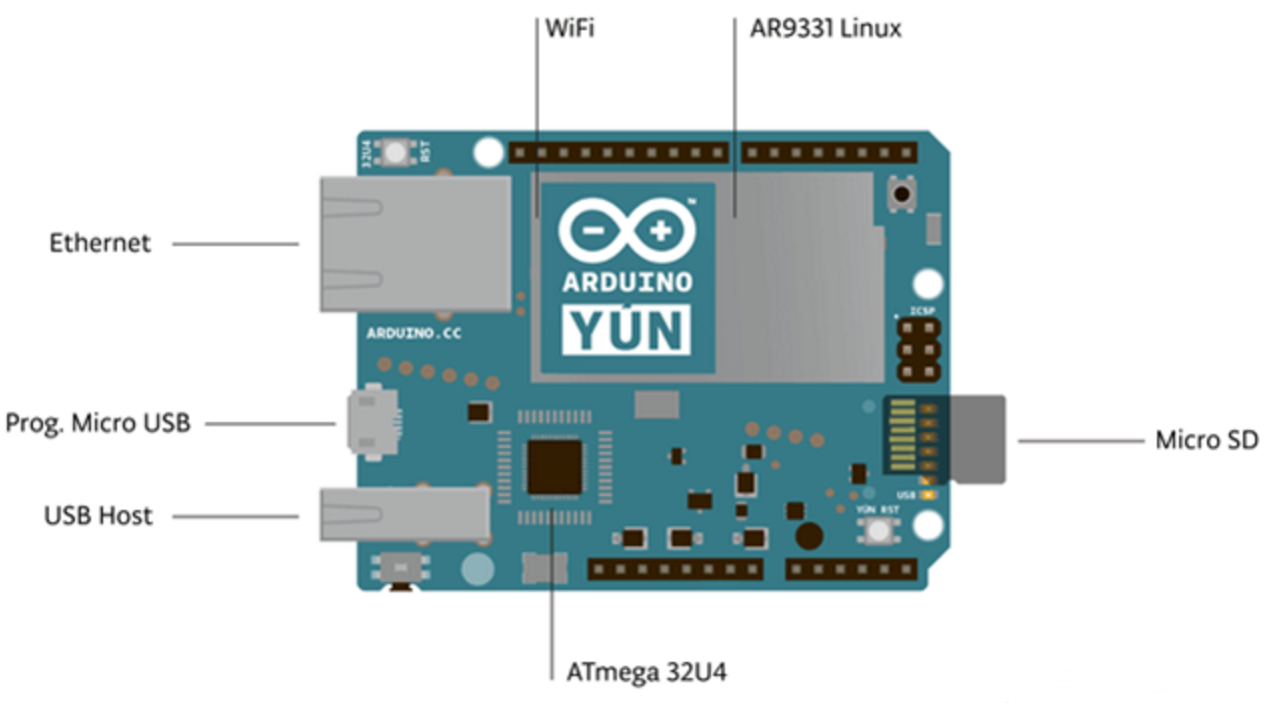 WiFi
AR9331 Linux
32U4
RST
Ethernet
™
ARDUINO
YÚN
ICSP
ARDUINO.CC
Prog. Micro USB
Micro SD
USB
YÚN RST
USB Host
ATmega 32U4